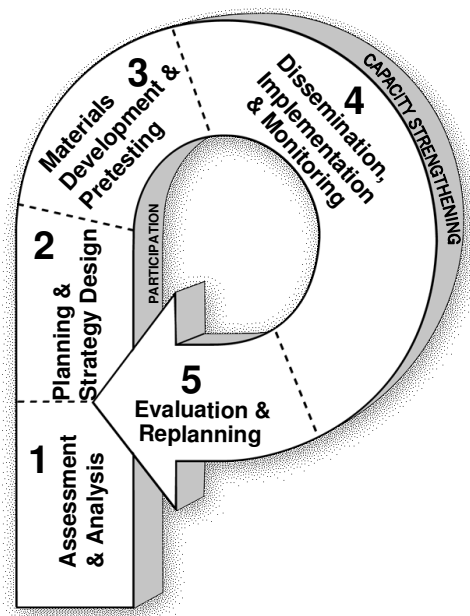 1
Assessment
& Analysis
2
Planning &
Strategy Design
3
Materials
Development &
Pretesting
4
Dissemination,
Implementation
& Monitoring
5
Evaluation &
Replanning
PARTICIPATION
CAPACITY STRENGTHENING